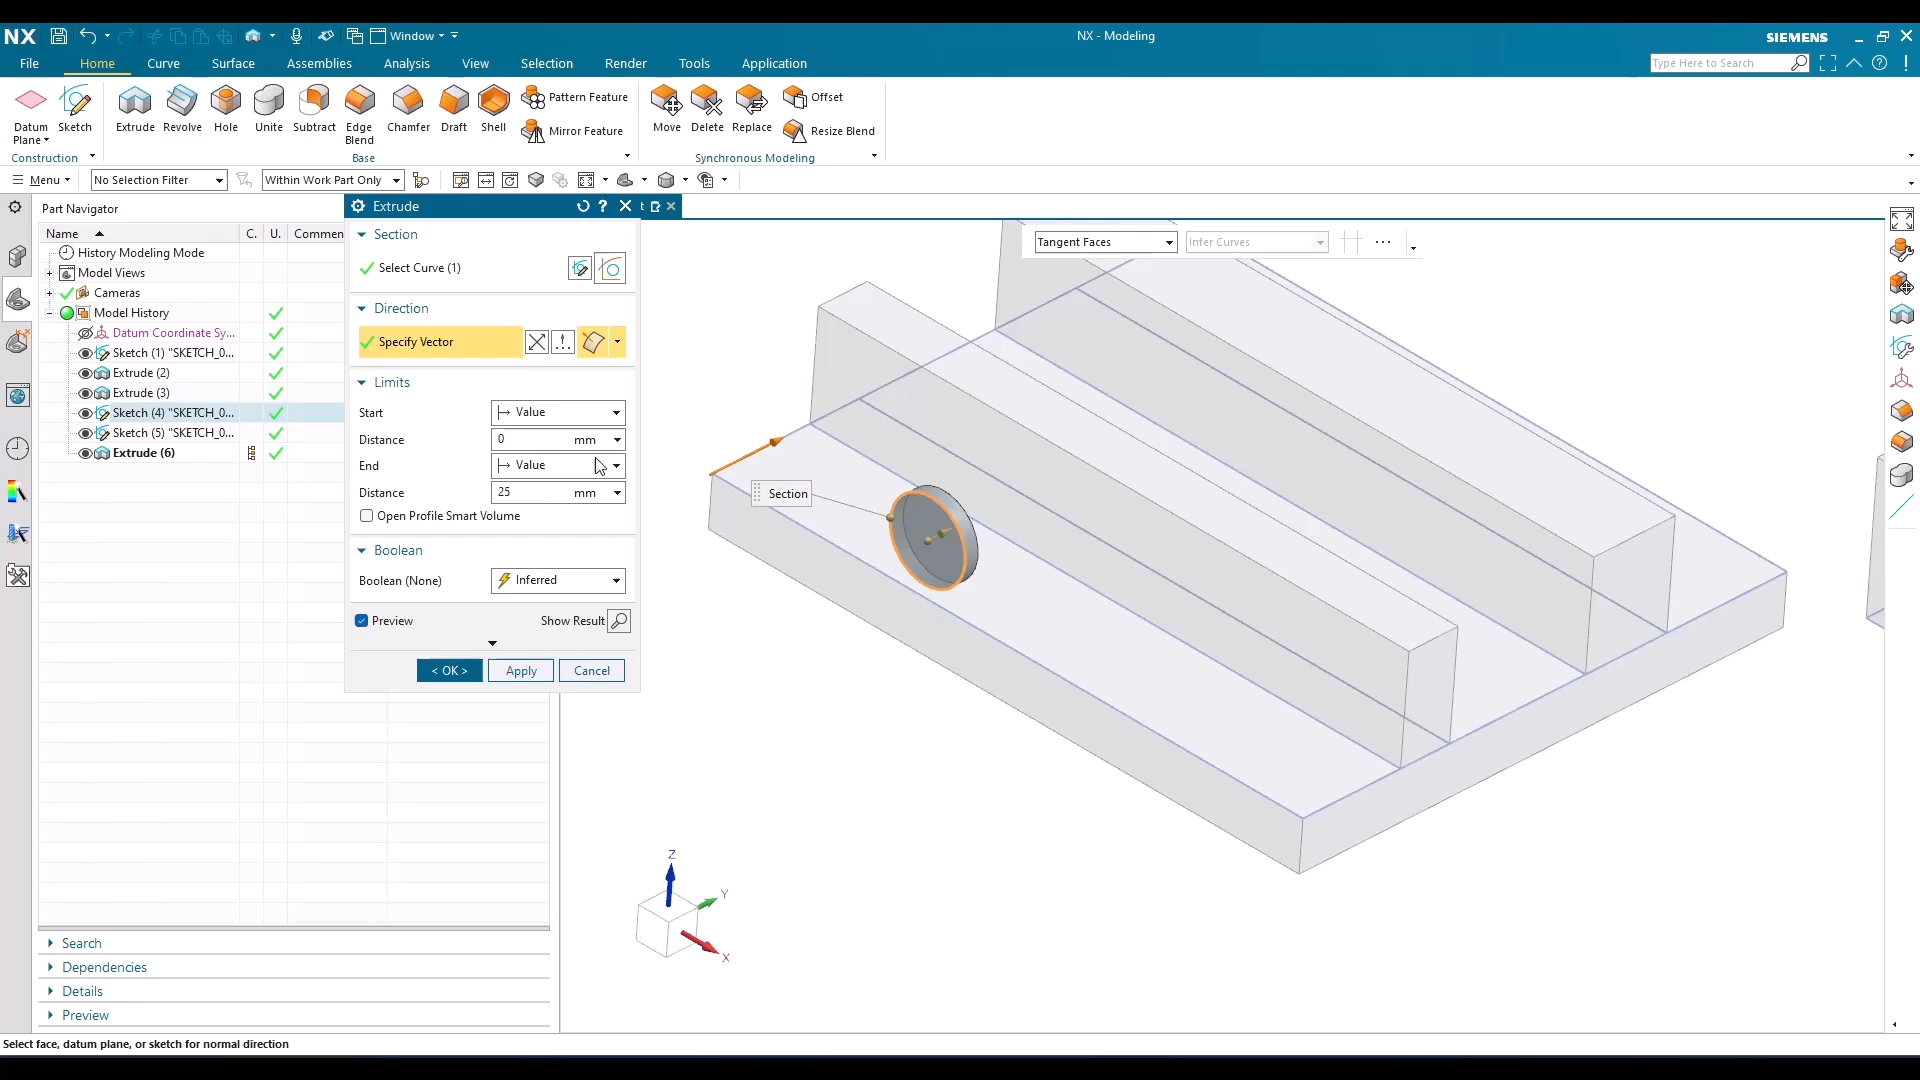 NX Window NX - Modeling SIEMENS
File Home Curve Surface Assemblies Analysis View Selection Render Tools Application Type Here to Search
Datum Plane Sketch Extrude Revolve Hole Unite Subtract Edge Blend Chamfer Draft Shell Pattern Feature Mirror Feature Move Delete Replace Offset Resize Blend
Construction Base Synchronous Modeling
Menu No Selection Filter Within Work Part Only
Part Navigator
Name C. U. Commen
History Modeling Mode
Model Views
Cameras
Model History
Datum Coordinate Sy...
Sketch (1) "SKETCH_0...
Extrude (2)
Extrude (3)
Sketch (4) "SKETCH_0...
Sketch (5) "SKETCH_0...
Extrude (6)
Search
Dependencies
Details
Preview
Extrude ? t
Section
Select Curve (1)
Direction
Specify Vector
Limits
Start Value
Distance 0 mm
End Value
Distance 25 mm
Open Profile Smart Volume
Boolean
Boolean (None) Inferred
Preview Show Result
< OK > Apply Cancel
Tangent Faces Infer Curves ...
Section
Z
Y
X
Select face, datum plane, or sketch for normal direction